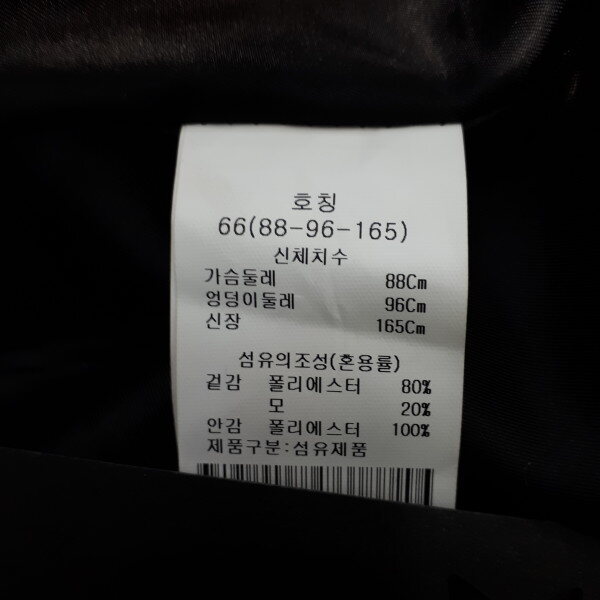 호칭
66(88-96-165)
신체치수
가슴둘레 88Cm
엉덩이둘레 96Cm
신장 165Cm
섬유의조성(혼용률)
겉감 폴리에스터 80%
모 20%
안감 폴리에스터 100%
제품구분:섬유제품